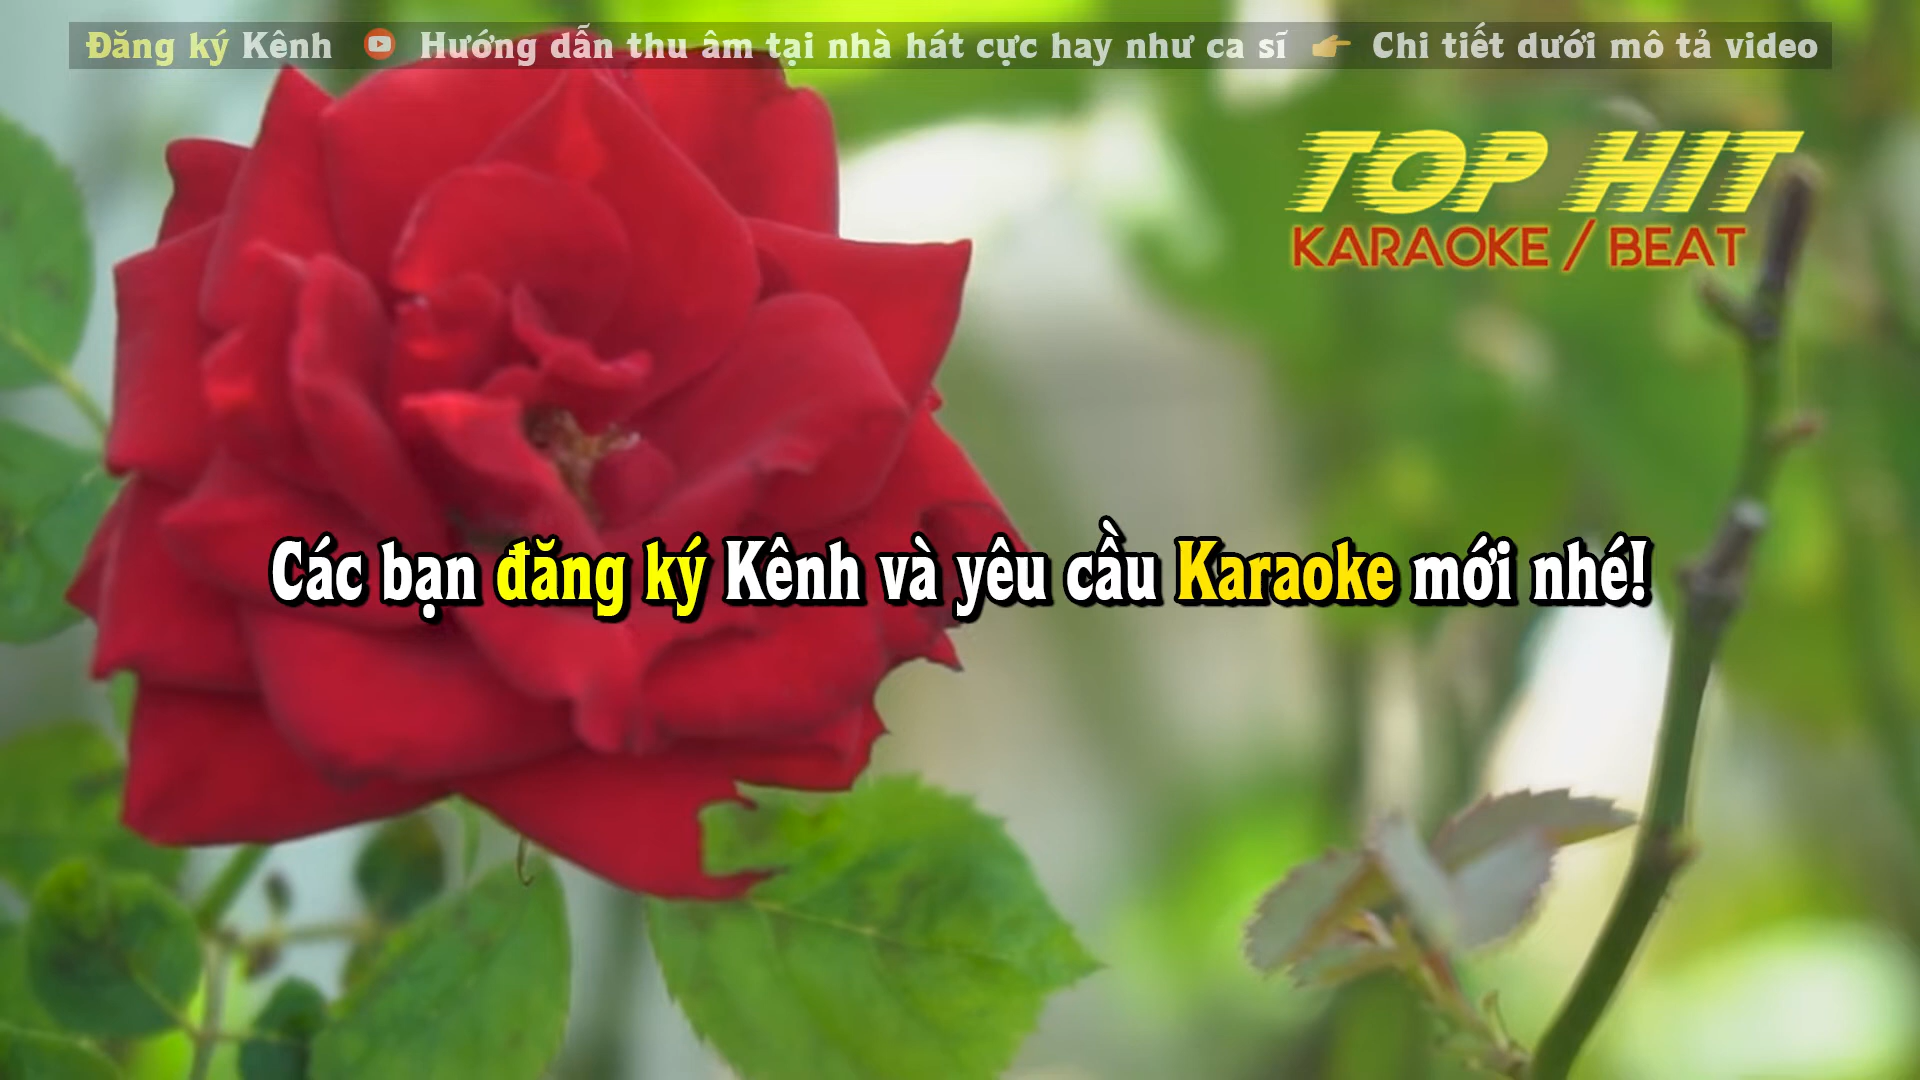 Đăng ký Kênh Hướng dẫn thu âm tại nhà hát cực hay như ca sĩ 👉 Chi tiết dưới mô tả video
TOP HIT
KARAOKE / BEAT
Các bạn đăng ký Kênh và yêu cầu Karaoke mới nhé!